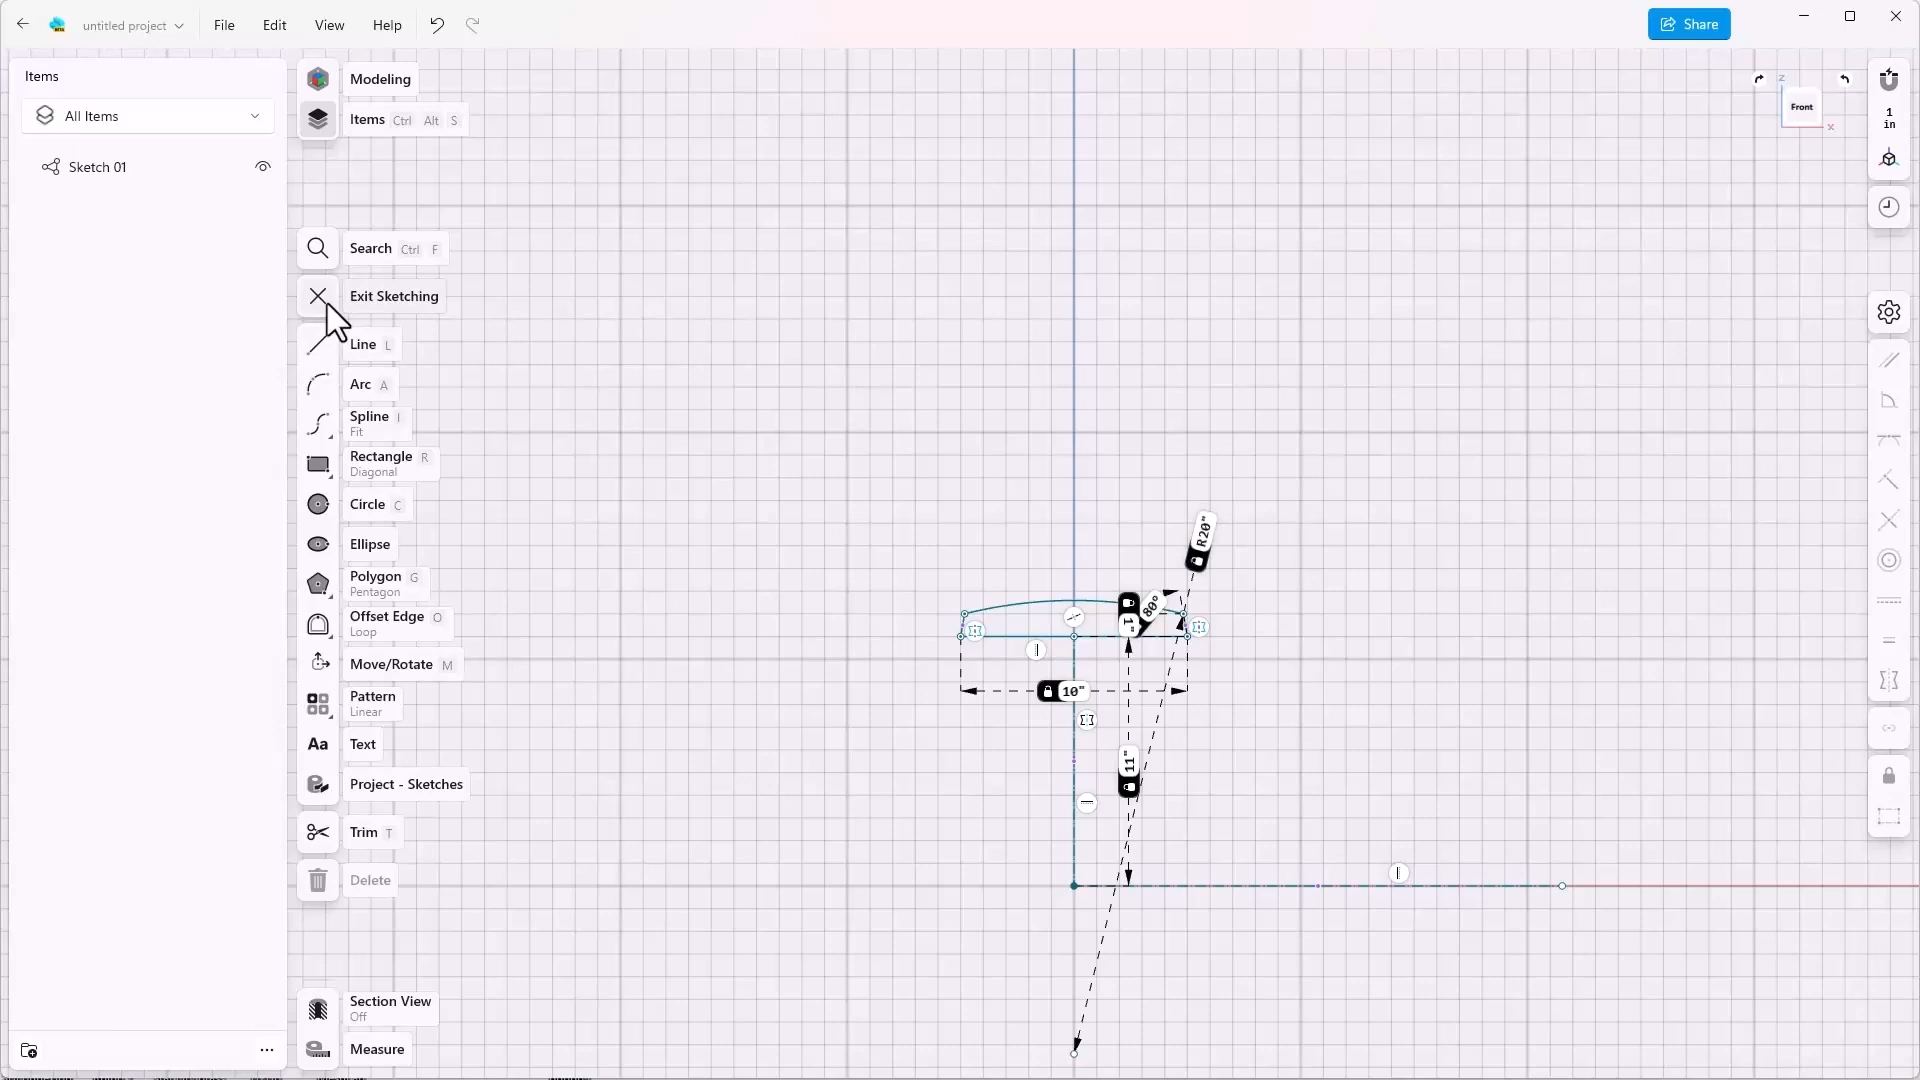 untitled project
File
Edit
View
Help
Share
Items
All Items
Sketch 01
Modeling
Items Ctrl Alt S
Search Ctrl F
Exit Sketching
Line L
Arc A
Spline I
Fit
Rectangle R
Diagonal
Circle C
Ellipse
Polygon G
Pentagon
Offset Edge O
Loop
Move/Rotate M
Pattern
Linear
Aa Text
Project - Sketches
Trim T
Delete
Section View
Off
Measure
R20"
80°
1"
10"
11"
Z
Front
X
1
in